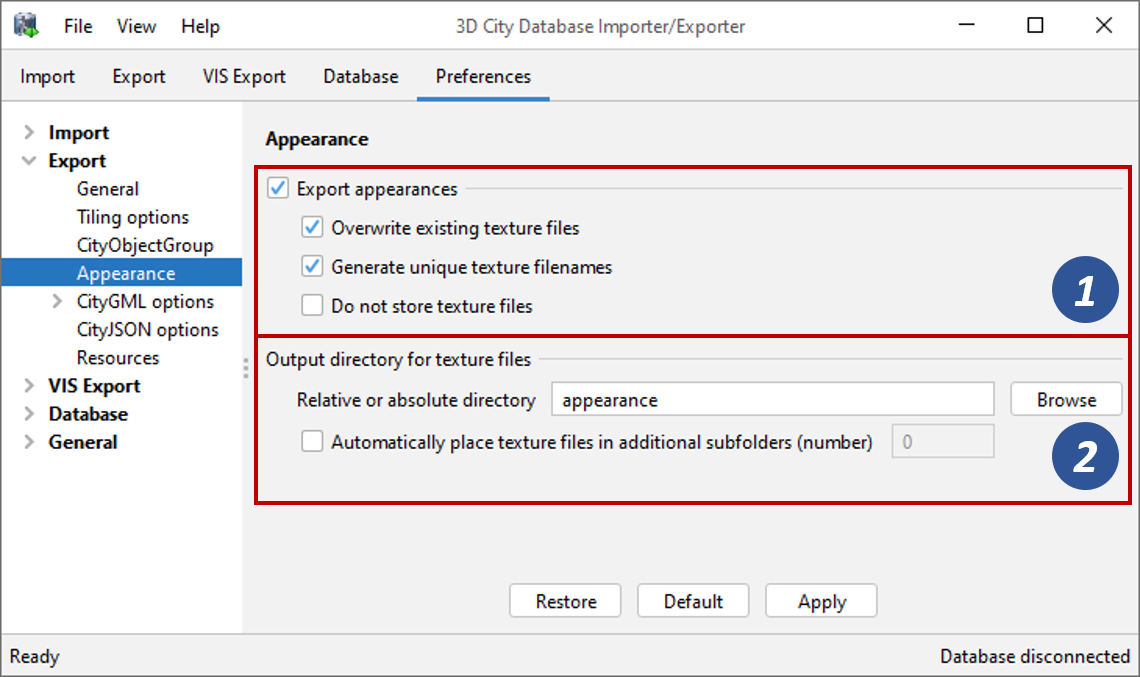 File View Help 3D City Database Importer/Exporter
Import Export VIS Export Database Preferences
Import
Export
General
Tiling options
CityObjectGroup
Appearance
CityGML options
CityJSON options
Resources
VIS Export
Database
General
Appearance
Export appearances
Overwrite existing texture files
Generate unique texture filenames
Do not store texture files
1
Output directory for texture files
Relative or absolute directory appearance Browse
Automatically place texture files in additional subfolders (number) 0
2
Restore Default Apply
Ready Database disconnected